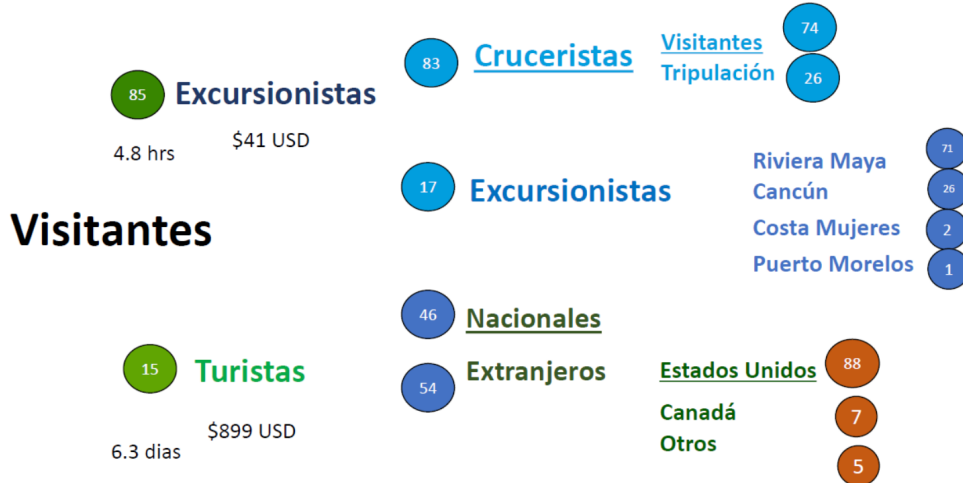 Visitantes
85 Excursionistas
4.8 hrs $41 USD
83 Cruceristas
Visitantes 74
Tripulación 26
17 Excursionistas
Riviera Maya 71
Cancún 26
Costa Mujeres 2
Puerto Morelos 1
15 Turistas
6.3 dias $899 USD
46 Nacionales
54 Extranjeros
Estados Unidos 88
Canadá 7
Otros 5